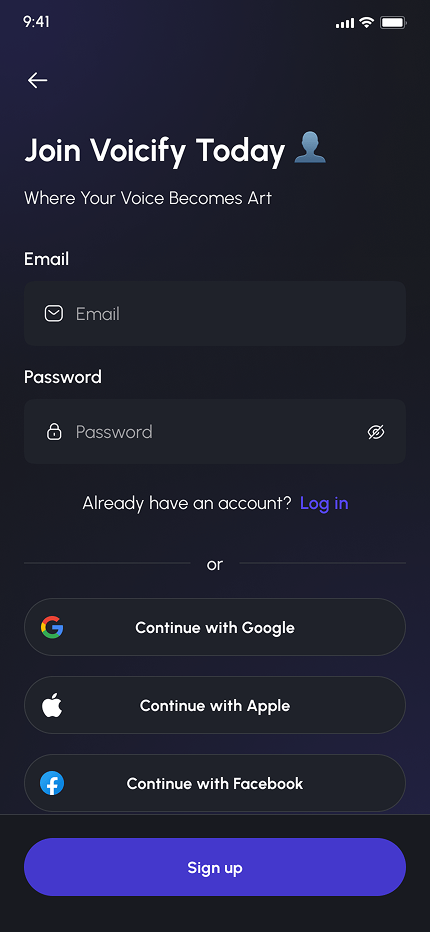 9:41
Join Voicify Today 👤
Where Your Voice Becomes Art
Email
Email
Password
Password
Already have an account? Log in
or
Continue with Google
Continue with Apple
Continue with Facebook
Sign up